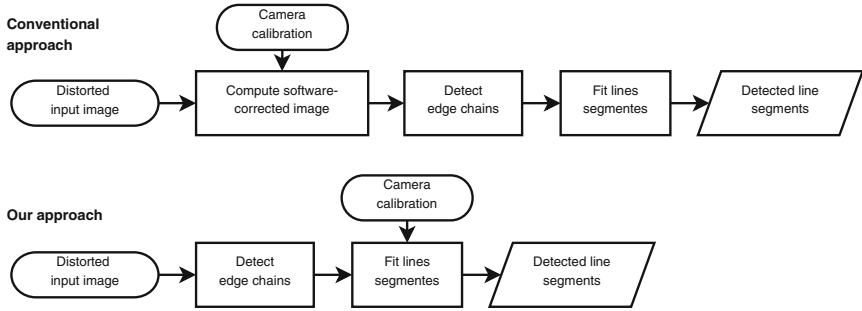 Conventional
approach
Camera
calibration
Distorted
input image
Compute software-
corrected image
Detect
edge chains
Fit lines
segmentes
Detected line
segments
Our approach
Camera
calibration
Distorted
input image
Detect
edge chains
Fit lines
segmentes
Detected line
segments